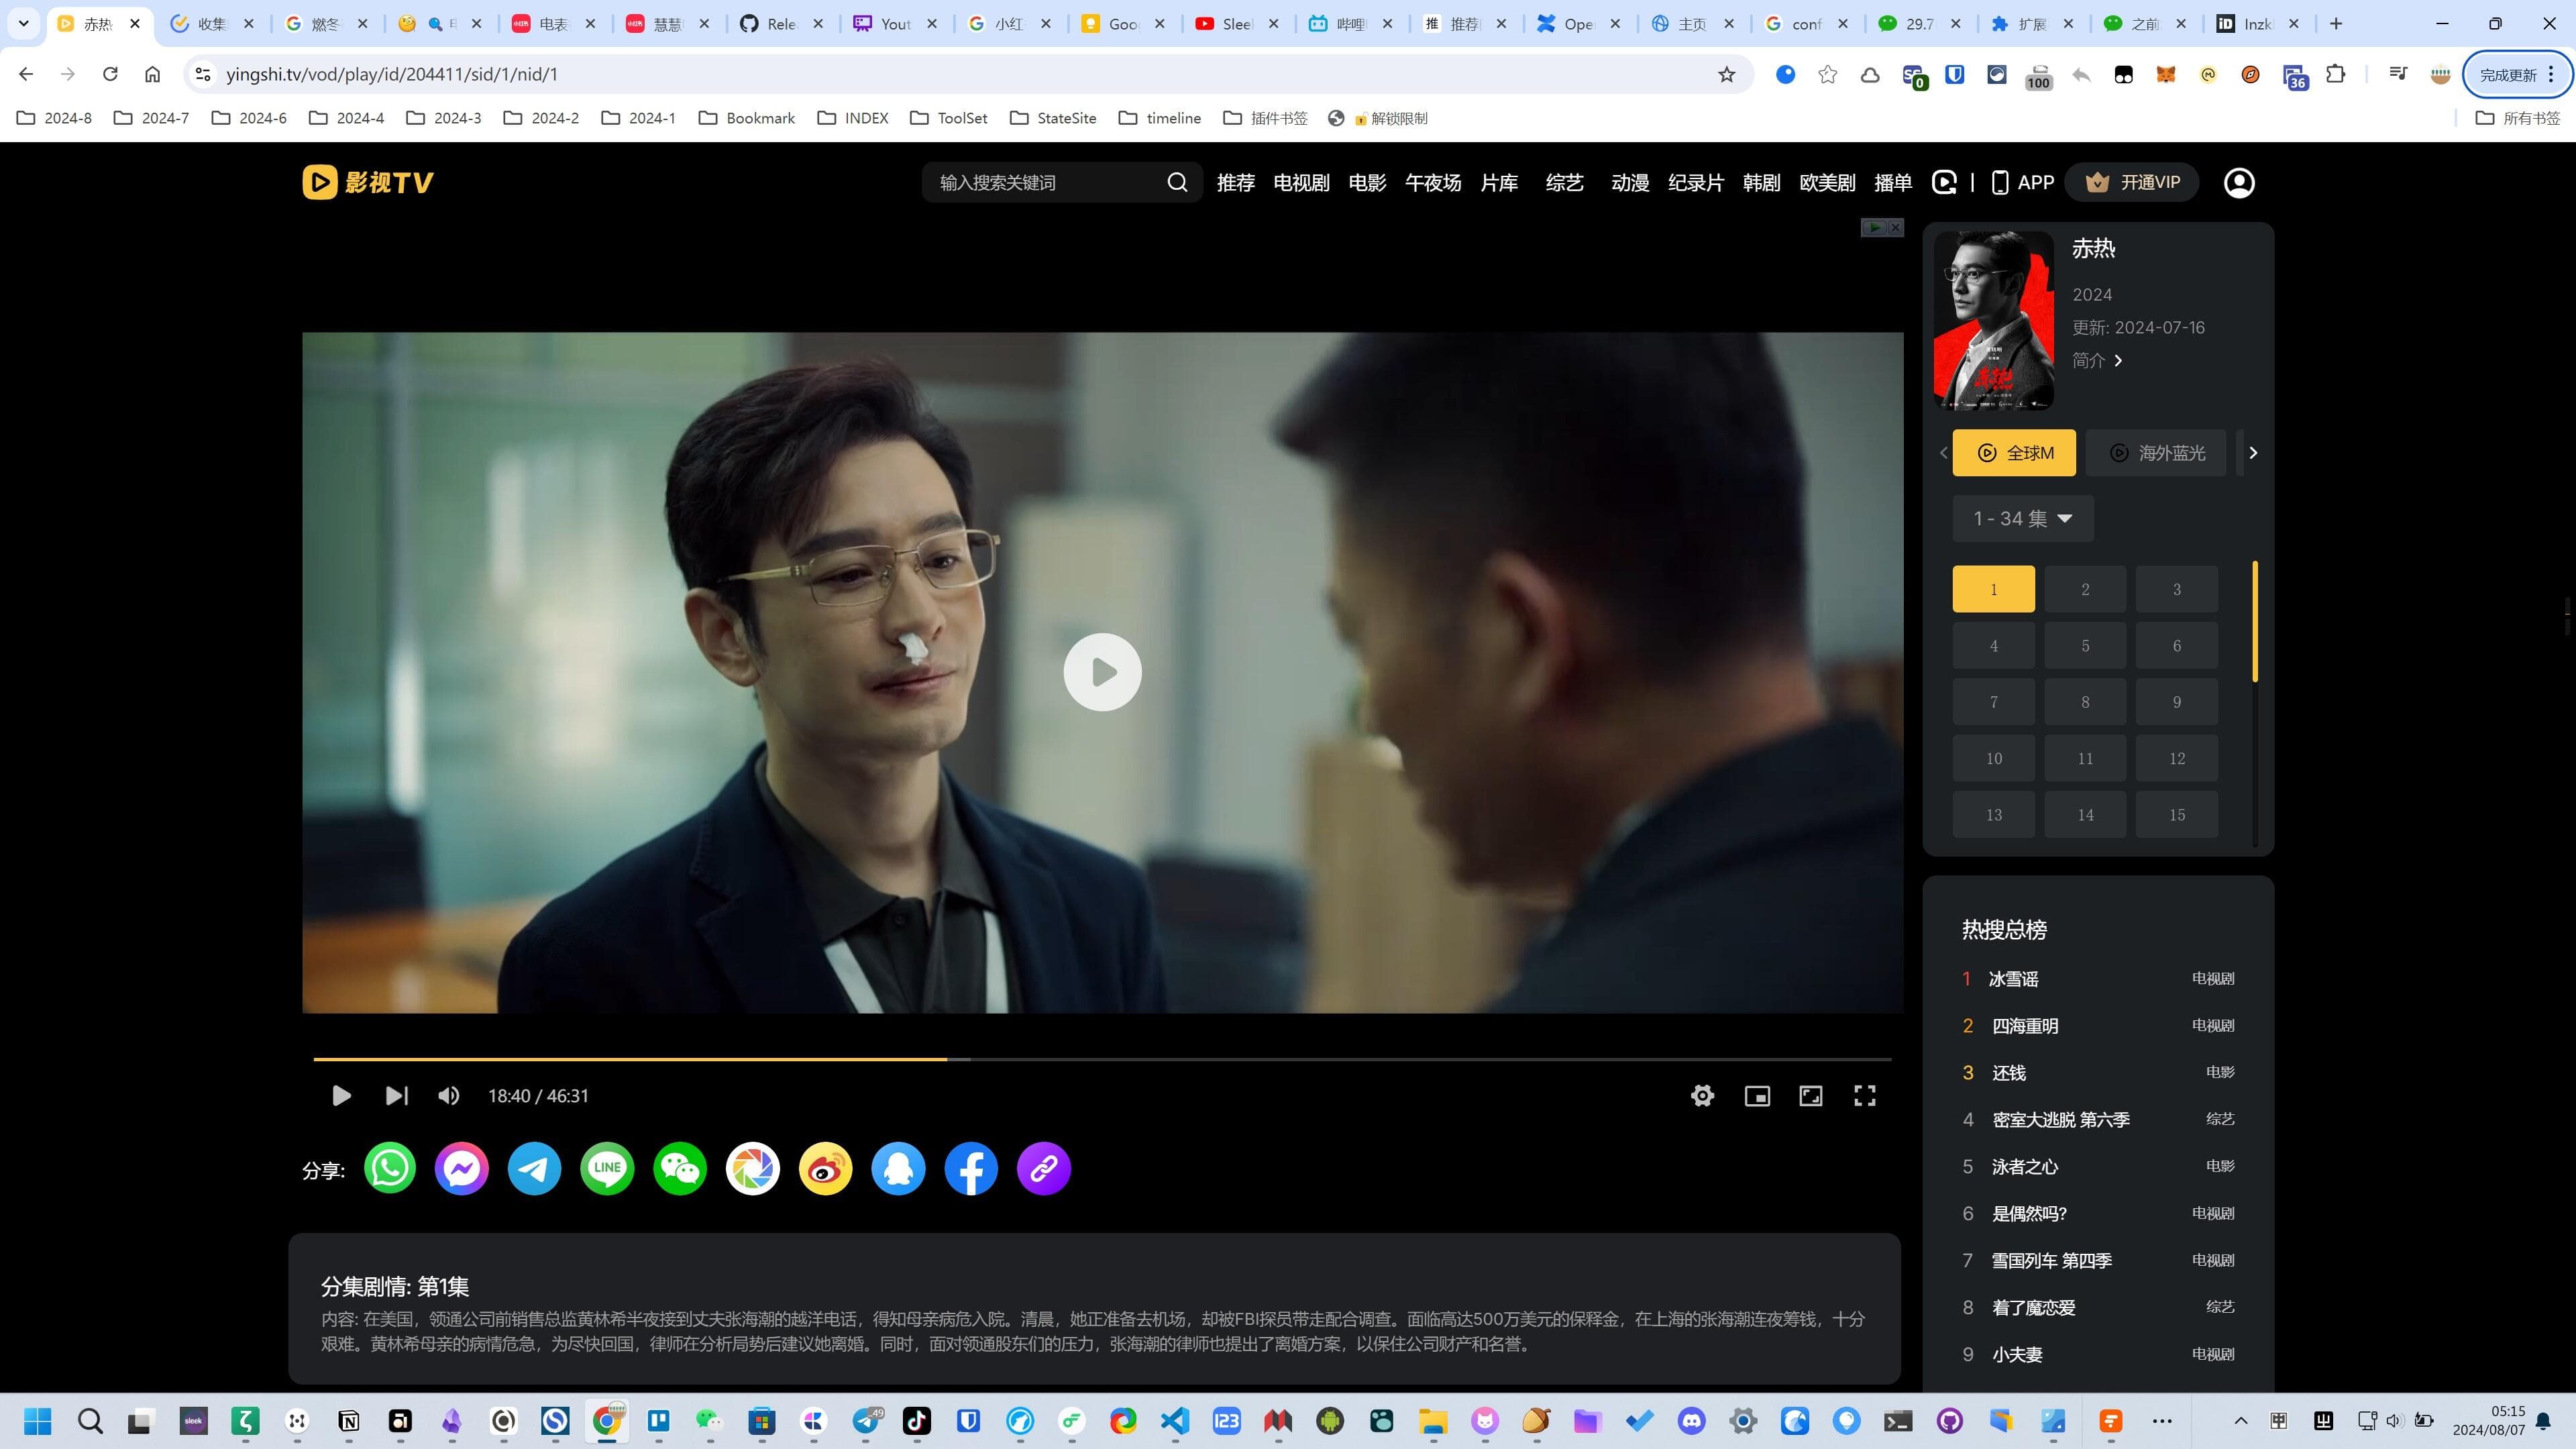 赤热
收集
燃冬
电表
慧慧
Rele
Yout
小红
Goo
Slee
哔哩
推荐
Ope
主页
conf
29.7
扩展
之前
Inzk
yingshi.tv/vod/play/id/204411/sid/1/nid/1
0
100
36
完成更新
2024-8
2024-7
2024-6
2024-4
2024-3
2024-2
2024-1
Bookmark
INDEX
ToolSet
StateSite
timeline
插件书签
解锁限制
所有书签
影视TV
输入搜索关键词
推荐
电视剧
电影
午夜场
片库
综艺
动漫
纪录片
韩剧
欧美剧
播单
APP
开通VIP
赤热
2024
更新: 2024-07-16
简介
赤热
全球M
海外蓝光
1 - 34 集
1 2 3
4 5 6
7 8 9
10 11 12
13 14 15
18:40 / 46:31
分享:
LINE
热搜总榜
1 冰雪谣 电视剧
2 四海重明 电视剧
3 还钱 电影
4 密室大逃脱 第六季 综艺
5 泳者之心 电影
6 是偶然吗? 电视剧
7 雪国列车 第四季 电视剧
8 着了魔恋爱 综艺
9 小夫妻 电视剧
分集剧情: 第1集
内容: 在美国，领通公司前销售总监黄林希半夜接到丈夫张海潮的越洋电话，得知母亲病危入院。清晨，她正准备去机场，却被FBI探员带走配合调查。面临高达500万美元的保释金，在上海的张海潮连夜筹钱，十分
艰难。黄林希母亲的病情危急，为尽快回国，律师在分析局势后建议她离婚。同时，面对领通股东们的压力，张海潮的律师也提出了离婚方案，以保住公司财产和名誉。
sleek
49
123
05:15
2024/08/07